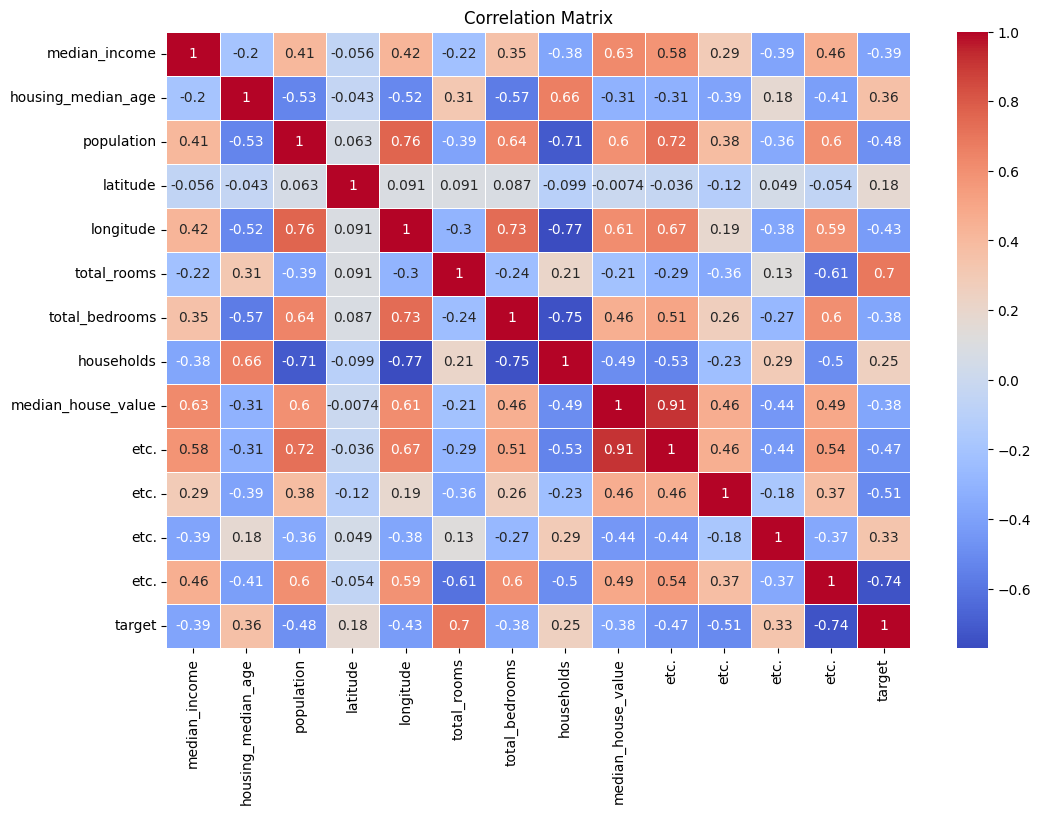 Correlation Matrix
median_income 1 -0.2 0.41 -0.056 0.42 -0.22 0.35 -0.38 0.63 0.58 0.29 -0.39 0.46 -0.39
housing_median_age -0.2 1 -0.53 -0.043 -0.52 0.31 -0.57 0.66 -0.31 -0.31 -0.39 0.18 -0.41 0.36
population 0.41 -0.53 1 0.063 0.76 -0.39 0.64 -0.71 0.6 0.72 0.38 -0.36 0.6 -0.48
latitude -0.056 -0.043 0.063 1 0.091 0.091 0.087 -0.099 -0.0074 -0.036 -0.12 0.049 -0.054 0.18
longitude 0.42 -0.52 0.76 0.091 1 -0.3 0.73 -0.77 0.61 0.67 0.19 -0.38 0.59 -0.43
total_rooms -0.22 0.31 -0.39 0.091 -0.3 1 -0.24 0.21 -0.21 -0.29 -0.36 0.13 -0.61 0.7
total_bedrooms 0.35 -0.57 0.64 0.087 0.73 -0.24 1 -0.75 0.46 0.51 0.26 -0.27 0.6 -0.38
households -0.38 0.66 -0.71 -0.099 -0.77 0.21 -0.75 1 -0.49 -0.53 -0.23 0.29 -0.5 0.25
median_house_value 0.63 -0.31 0.6 -0.0074 0.61 -0.21 0.46 -0.49 1 0.91 0.46 -0.44 0.49 -0.38
etc. 0.58 -0.31 0.72 -0.036 0.67 -0.29 0.51 -0.53 0.91 1 0.46 -0.44 0.54 -0.47
etc. 0.29 -0.39 0.38 -0.12 0.19 -0.36 0.26 -0.23 0.46 0.46 1 -0.18 0.37 -0.51
etc. -0.39 0.18 -0.36 0.049 -0.38 0.13 -0.27 0.29 -0.44 -0.44 -0.18 1 -0.37 0.33
etc. 0.46 -0.41 0.6 -0.054 0.59 -0.61 0.6 -0.5 0.49 0.54 0.37 -0.37 1 -0.74
target -0.39 0.36 -0.48 0.18 -0.43 0.7 -0.38 0.25 -0.38 -0.47 -0.51 0.33 -0.74 1
median_income
housing_median_age
population
latitude
longitude
total_rooms
total_bedrooms
households
median_house_value
etc.
etc.
etc.
etc.
target
1.0
0.8
0.6
0.4
0.2
0.0
-0.2
-0.4
-0.6